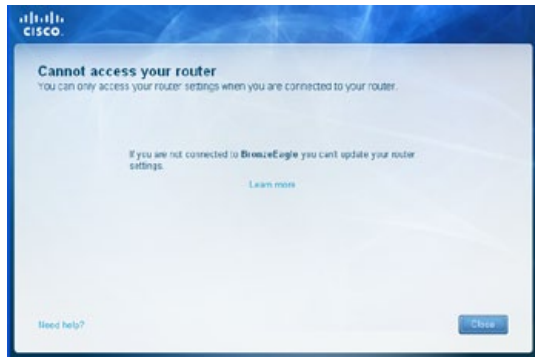 CISCO.
Cannot access your router
You can only access your router settings when you are connected to your router.
If you are not connected to BronzeEagle you can't update your router
settings.
Learn more
Need help?
Close